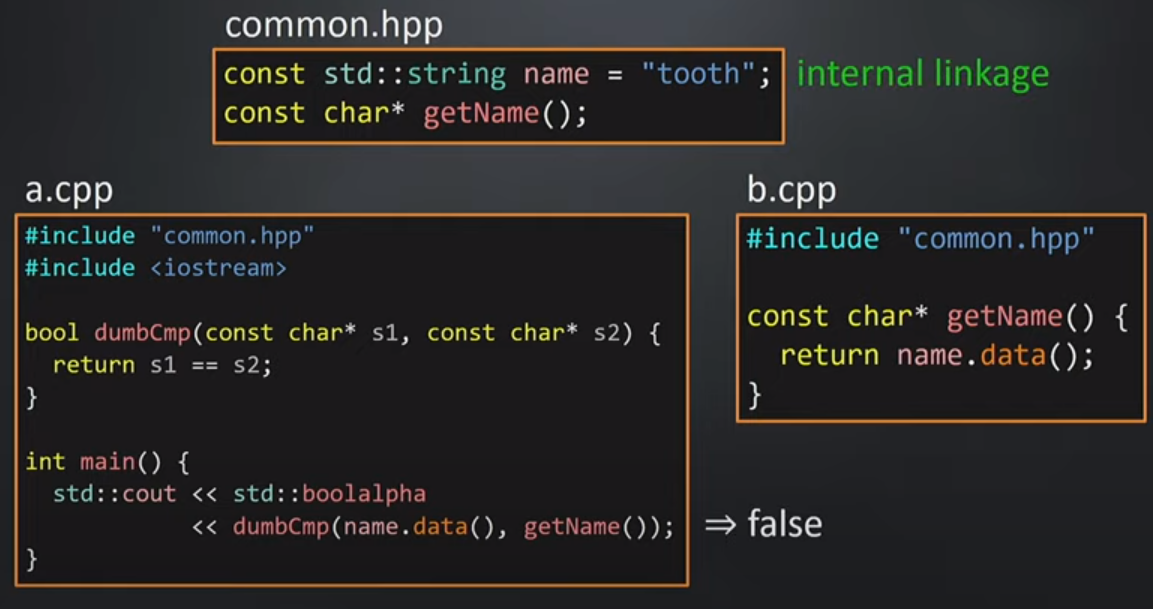 common.hpp
const std::string name = "tooth";
const char* getName();
internal linkage
a.cpp
#include "common.hpp"
#include <iostream>
bool dumbCmp(const char* s1, const char* s2) {
return s1 == s2;
}
int main() {
std::cout << std::boolalpha
<< dumbCmp(name.data(), getName());
}
⇒ false
b.cpp
#include "common.hpp"
const char* getName() {
return name.data();
}